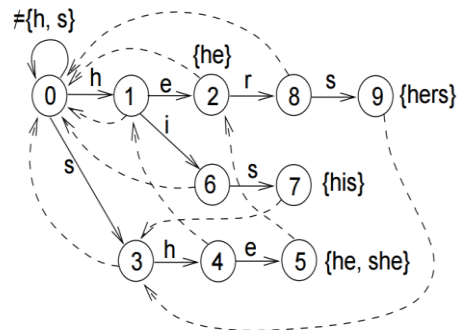 ≠{h, s}
{he}
0 h 1 e 2 r 8 s 9 {hers}
i
s
6 s 7 {his}
3 h 4 e 5 {he, she}